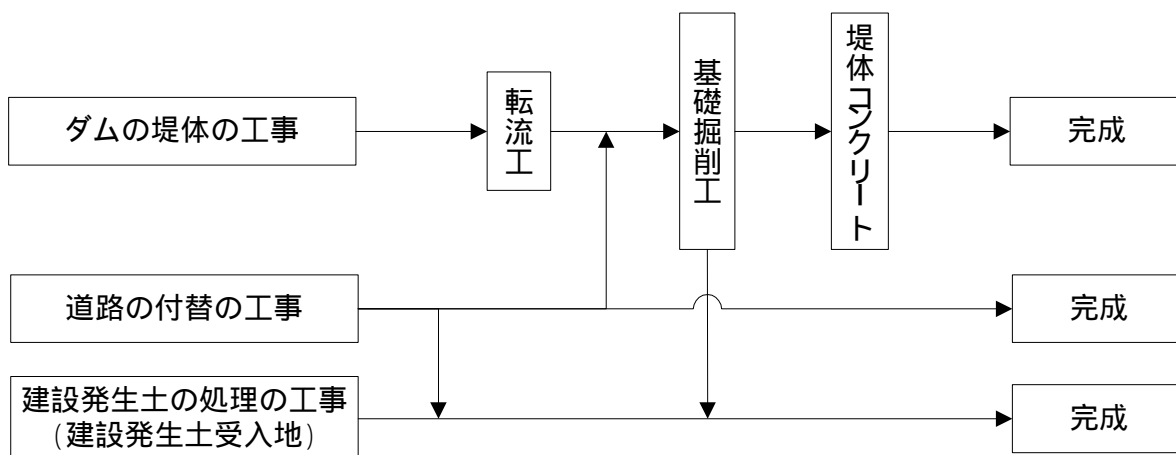 ダムの堤体の工事
転流工
基礎掘削工
堤体コンクリート
完成
道路の付替の工事
完成
建設発生土の処理の工事
(建設発生土受入地)
完成